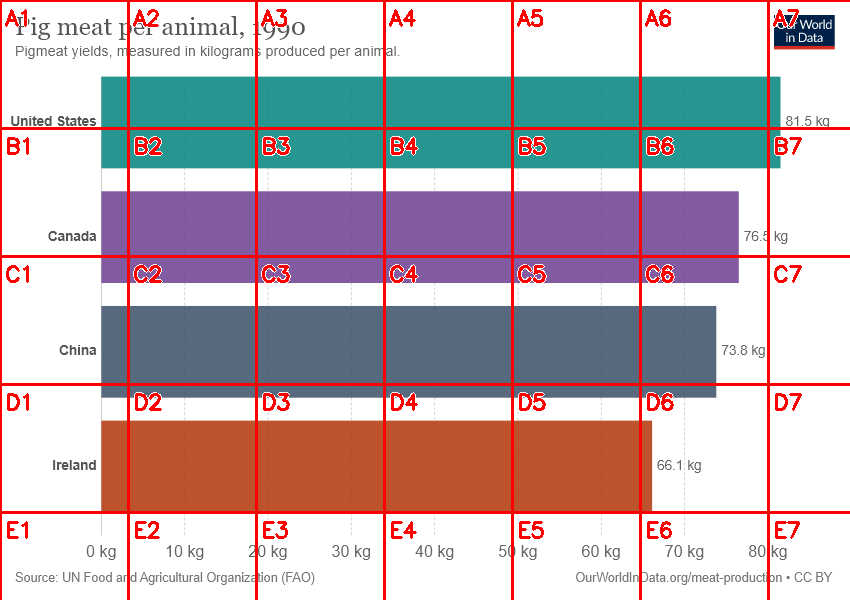 Pig meat per animal, 1990
Our World
in Data
Pigmeat yields, measured in kilograms produced per animal.
United States
81.5 kg
Canada
76.5 kg
China
73.8 kg
Ireland
66.1 kg
0 kg 10 kg 20 kg 30 kg 40 kg 50 kg 60 kg 70 kg 80 kg
Source: UN Food and Agricultural Organization (FAO)
OurWorldInData.org/meat-production • CC BY
A1 A2 A3 A4 A5 A6 A7
B1 B2 B3 B4 B5 B6 B7
C1 C2 C3 C4 C5 C6 C7
D1 D2 D3 D4 D5 D6 D7
E1 E2 E3 E4 E5 E6 E7